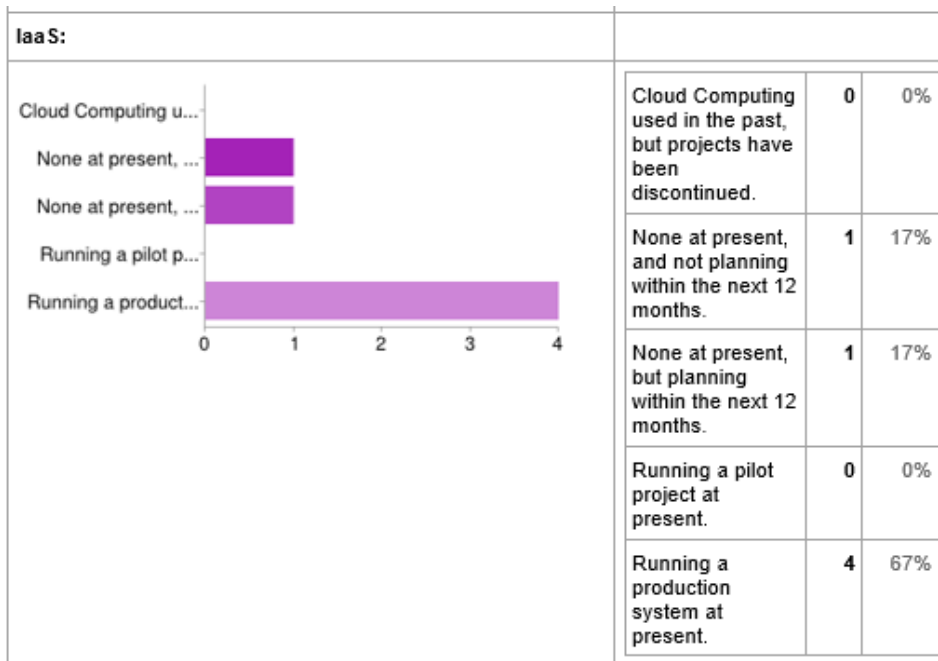 IaaS:
Cloud Computing u...
None at present, ...
None at present, ...
Running a pilot p...
Running a product...
0 1 2 3 4
Cloud Computing 0 0%
used in the past,
but projects have
been
discontinued.
None at present, 1 17%
and not planning
within the next 12
months.
None at present, 1 17%
but planning
within the next 12
months.
Running a pilot 0 0%
project at
present.
Running a 4 67%
production
system at
present.